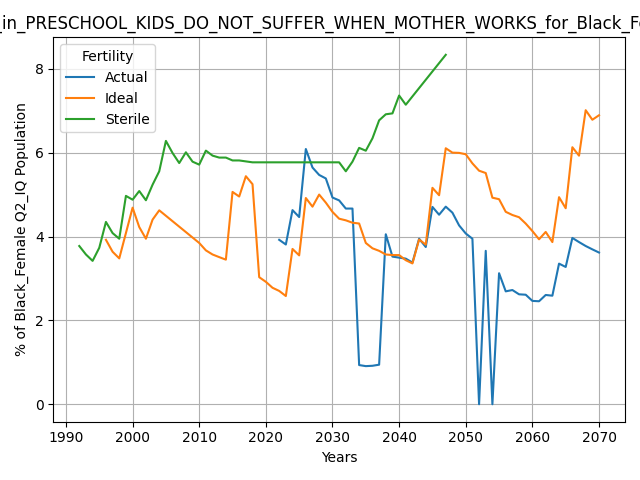 _in_PRESCHOOL_KIDS_DO_NOT_SUFFER_WHEN_MOTHER_WORKS_for_Black_Fe
Fertility
Actual
Ideal
Sterile
% of Black_Female Q2_IQ Population
8
6
4
2
0
1990 2000 2010 2020 2030 2040 2050 2060 2070
Years